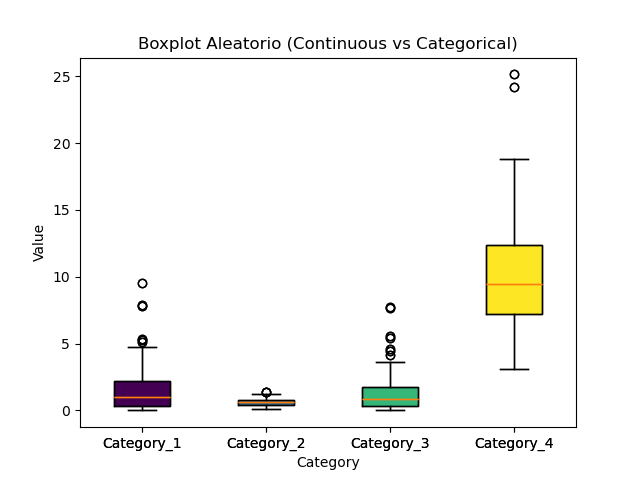 Boxplot Aleatorio (Continuous vs Categorical)
25
20
15
10
5
0
Value
Category_1 Category_2 Category_3 Category_4
Category